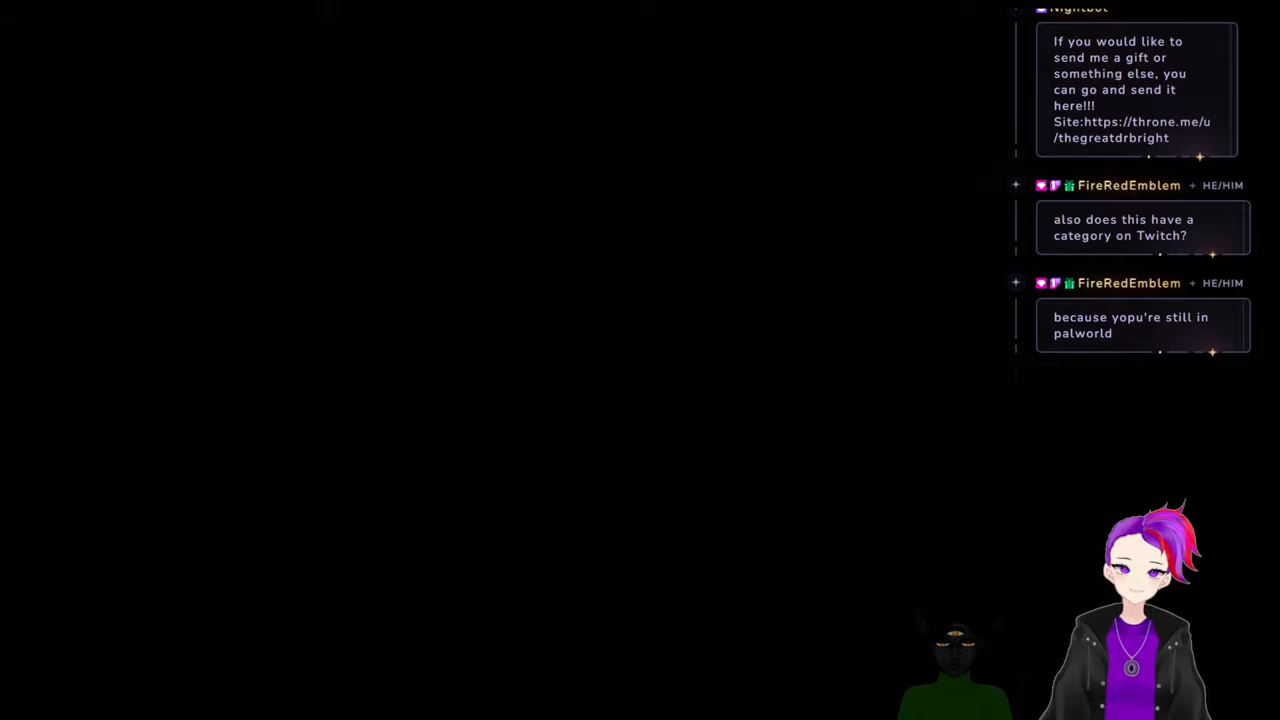 Nightbot
If you would like to
send me a gift or
something else, you
can go and send it
here!!!
Site:https://throne.me/u
/thegreatdrbright
FireRedEmblem HE/HIM
also does this have a
category on Twitch?
FireRedEmblem HE/HIM
because yopu're still in
palworld